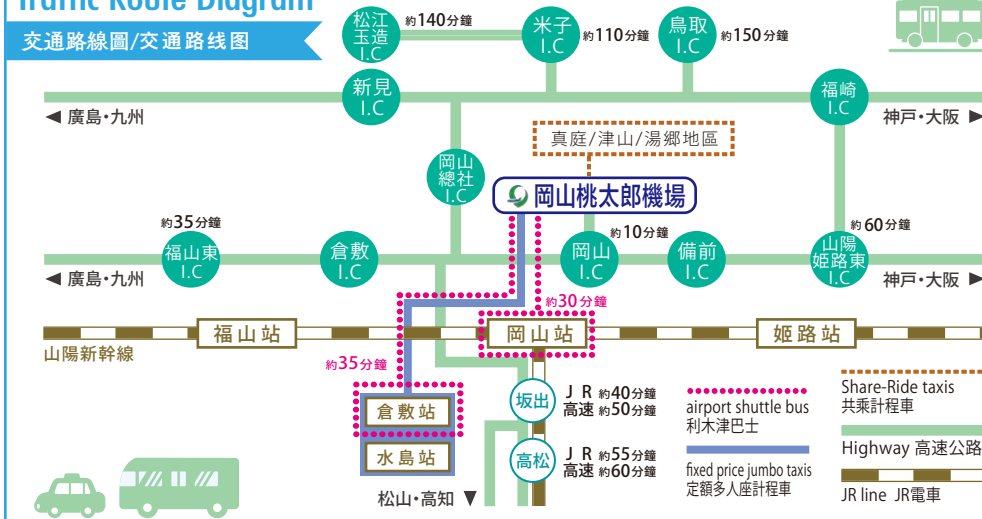 Traffic Route Diagram
交通路線圖/交通路线图
松江
玉造
I.C
約140分鐘
米子
I.C
約110分鐘
鳥取
I.C
約150分鐘
新見
I.C
福崎
I.C
◀ 廣島・九州
神戸・大阪 ▶
真庭/津山/湯郷地區
岡山
總社
I.C
岡山桃太郎機場
約35分鐘
福山東
I.C
倉敷
I.C
約10分鐘
岡山
I.C
備前
I.C
約60分鐘
山陽
姫路東
I.C
◀ 廣島・九州
神戸・大阪 ▶
約30分鐘
福山站
岡山站
姫路站
山陽新幹線
約35分鐘
倉敷站
水島站
坂出
JR 約40分鐘
高速 約50分鐘
高松
JR 約55分鐘
高速 約60分鐘
松山・高知 ▼
airport shuttle bus
利木津巴士
fixed price jumbo taxis
定額多人座計程車
Share-Ride taxis
共乘計程車
Highway 高速公路
JR line JR電車